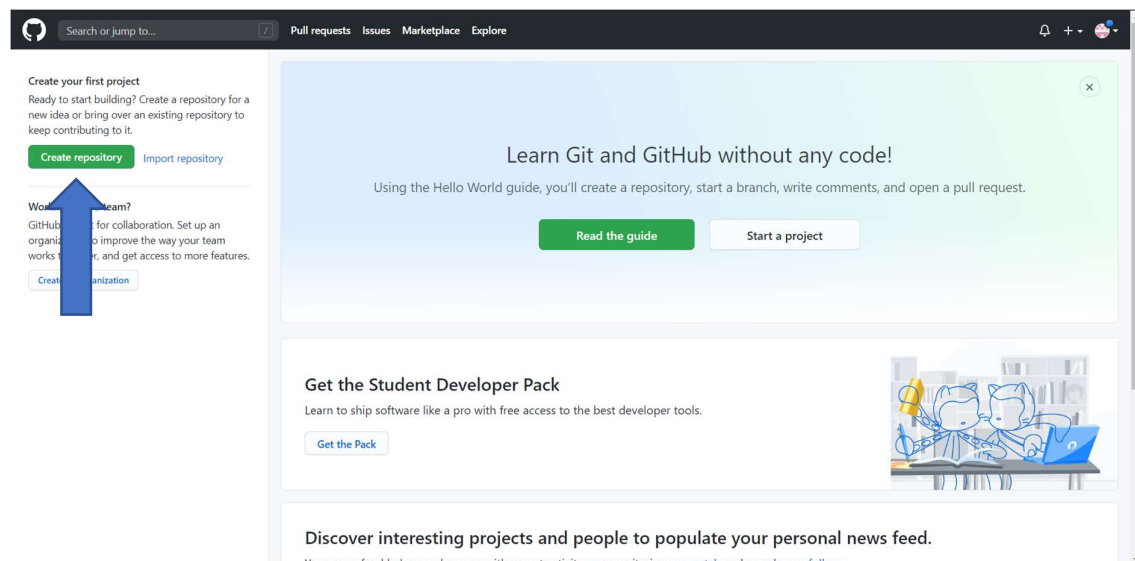 Search or jump to...
/
Pull requests Issues Marketplace Explore
Create your first project
Ready to start building? Create a repository for a
new idea or bring over an existing repository to
keep contributing to it.
Create repository Import repository
team?
GitHub for collaboration. Set up an
to improve the way your team
works and get access to more features.
Learn Git and GitHub without any code!
Using the Hello World guide, you'll create a repository, start a branch, write comments, and open a pull request.
Read the guide Start a project
Get the Student Developer Pack
Learn to ship software like a pro with free access to the best developer tools.
Get the Pack
Discover interesting projects and people to populate your personal news feed.